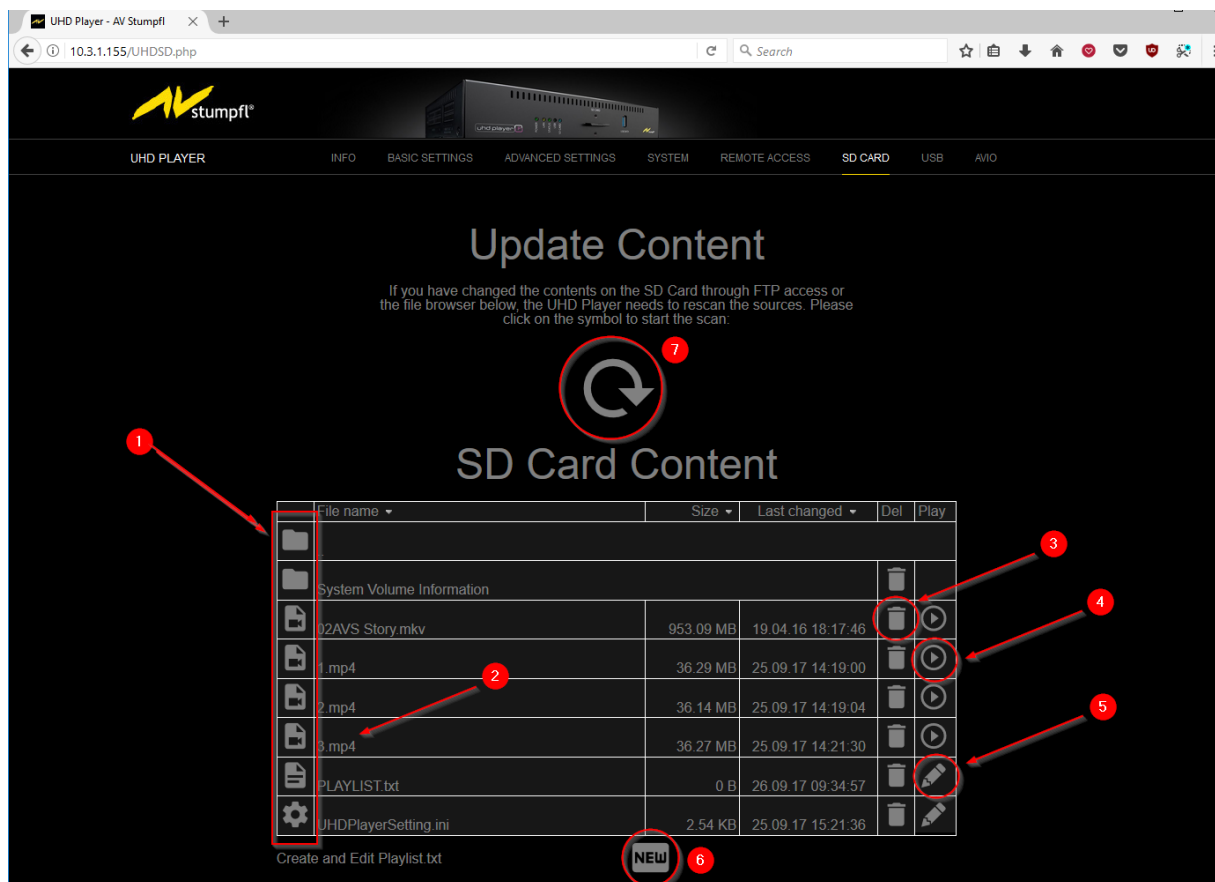 UHD Player - AV Stumpfl
10.3.1.155/UHDSD.php
Search
AV stumpfl®
uhd player
UHD PLAYER INFO BASIC SETTINGS ADVANCED SETTINGS SYSTEM REMOTE ACCESS SD CARD USB AVIO
Update Content
If you have changed the contents on the SD Card through FTP access or
the file browser below, the UHD Player needs to rescan the sources. Please
click on the symbol to start the scan:
7
1
SD Card Content
File name Size Last changed Del Play
3
System Volume Information
4
02AVS Story.mkv 953.09 MB 19.04.16 18:17:46
1.mp4 36.29 MB 25.09.17 14:19:00
2
2.mp4 36.14 MB 25.09.17 14:19:04
5
3.mp4 36.27 MB 25.09.17 14:21:30
PLAYLIST.txt 0 B 26.09.17 09:34:57
UHDPlayerSetting.ini 2.54 KB 25.09.17 15:21:36
Create and Edit Playlist.txt NEW 6